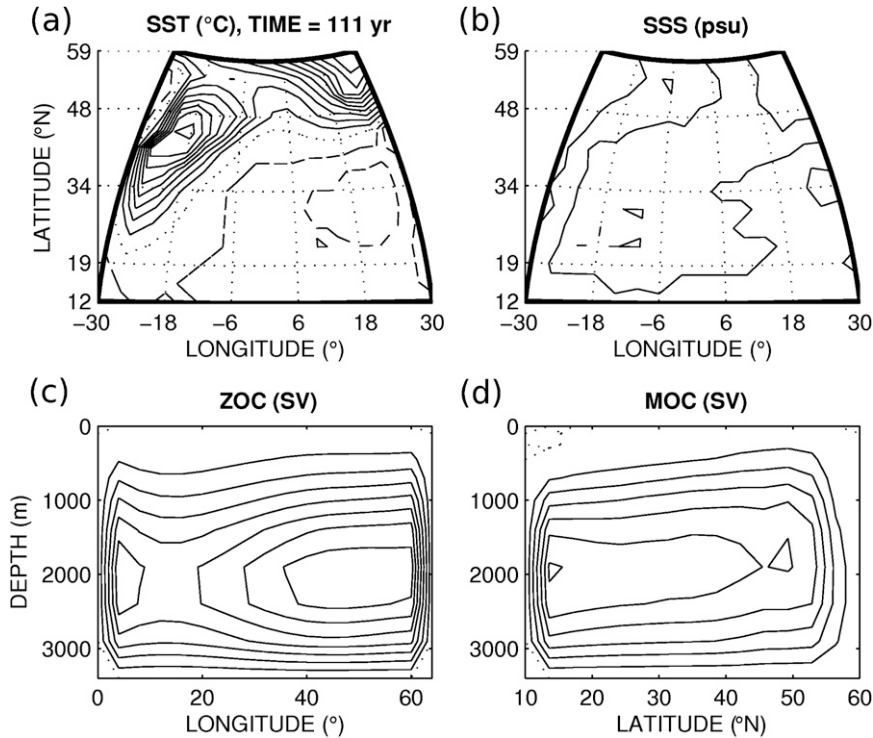 (a) SST (°C), TIME = 111 yr
(b) SSS (psu)
LATITUDE (°N)
59
48
34
19
12
−30 −18 −6 6 18 30
LONGITUDE (°)
59
48
34
19
12
−30 −18 −6 6 18 30
LONGITUDE (°)
(c) ZOC (SV)
(d) MOC (SV)
DEPTH (m)
0
1000
2000
3000
0 20 40 60
LONGITUDE (°)
0
1000
2000
3000
10 20 30 40 50 60
LATITUDE (°N)